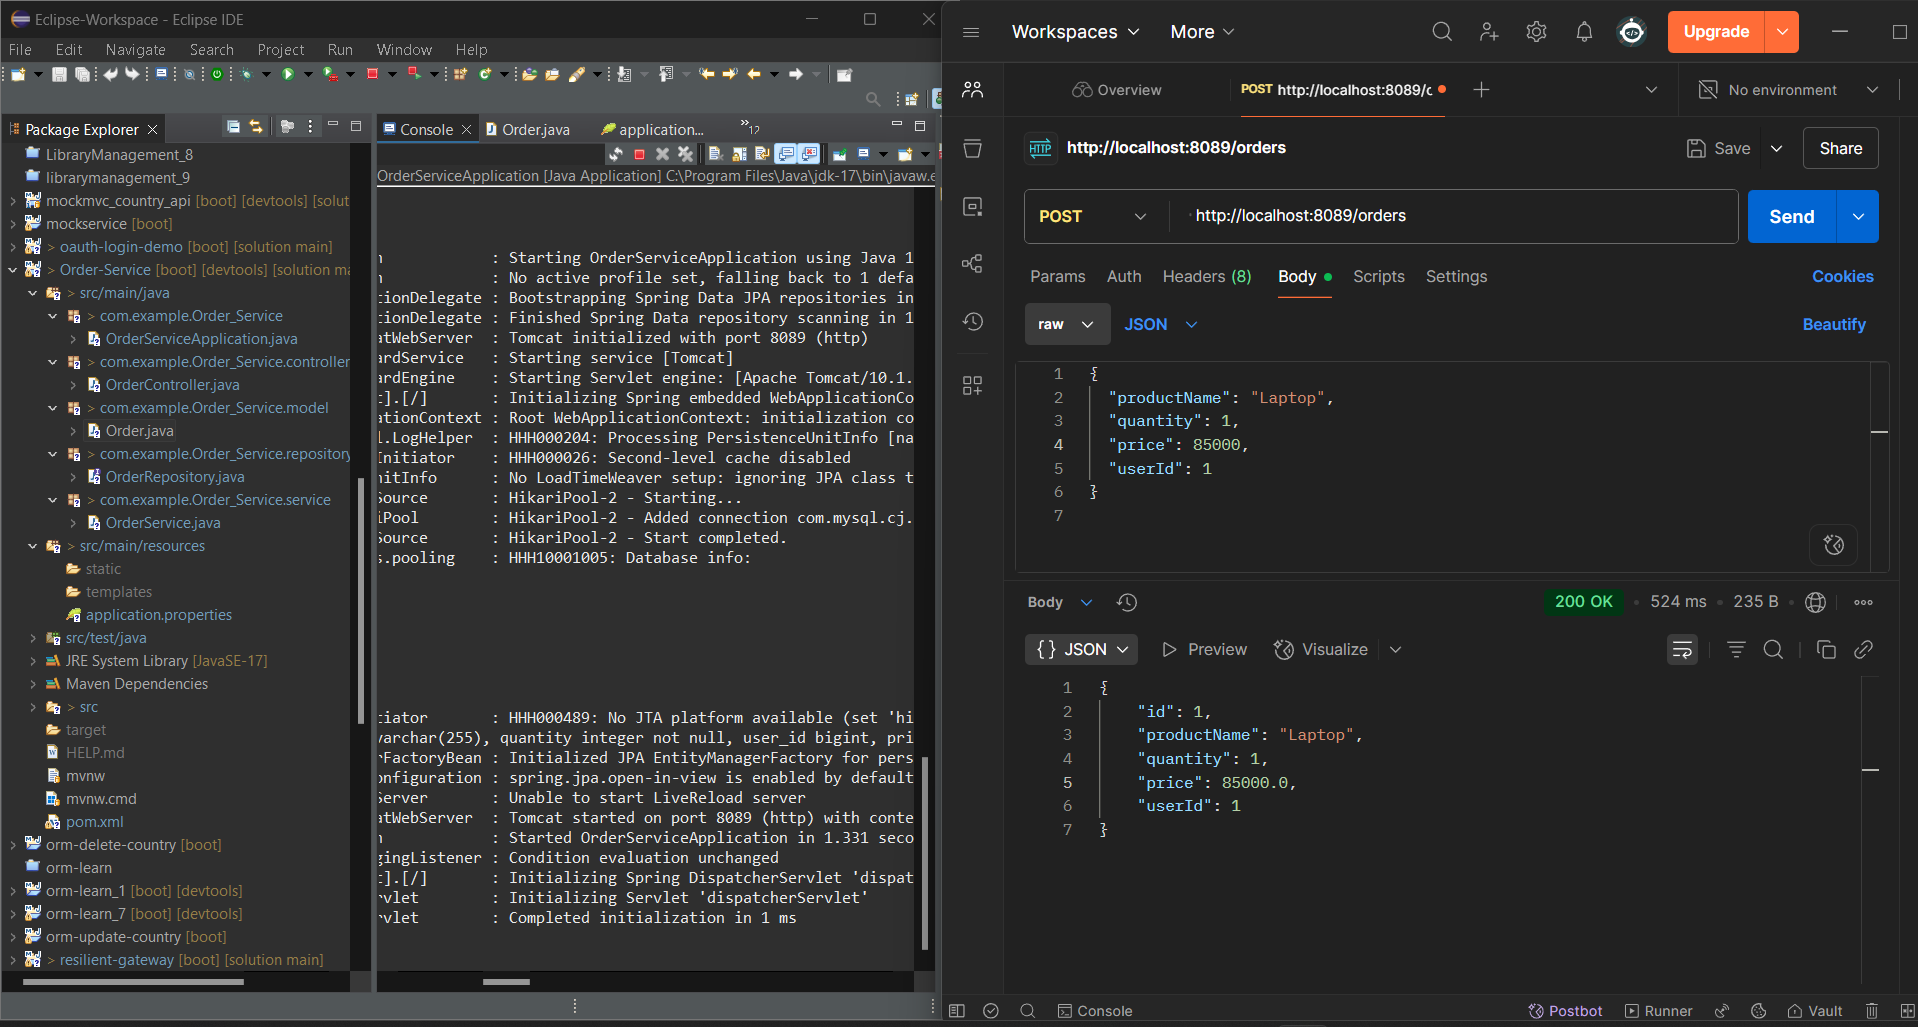 Eclipse-Workspace - Eclipse IDE
File Edit Navigate Search Project Run Window Help
Package Explorer
LibraryManagement_8
librarymanagement_9
mockmvc_country_api [boot] [devtools] [solut
mockservice [boot]
> oauth-login-demo [boot] [solution main]
> Order-Service [boot] [devtools] [solution ma
> src/main/java
> com.example.Order_Service
OrderServiceApplication.java
> com.example.Order_Service.controller
OrderController.java
> com.example.Order_Service.model
Order.java
> com.example.Order_Service.repository
OrderRepository.java
> com.example.Order_Service.service
OrderService.java
> src/main/resources
static
templates
application.properties
src/test/java
JRE System Library [JavaSE-17]
Maven Dependencies
> src
target
HELP.md
mvnw
mvnw.cmd
pom.xml
orm-delete-country [boot]
orm-learn
orm-learn_1 [boot] [devtools]
orm-learn_7 [boot] [devtools]
orm-update-country [boot]
> resilient-gateway [boot] [solution main]
Console Order.java application... »12
OrderServiceApplication [Java Application] C:\Program Files\Java\jdk-17\bin\javaw.e
: Starting OrderServiceApplication using Java 1
: No active profile set, falling back to 1 defa
tionDelegate : Bootstrapping Spring Data JPA repositories in
tionDelegate : Finished Spring Data repository scanning in 1
atWebServer : Tomcat initialized with port 8089 (http)
ardService : Starting service [Tomcat]
ardEngine : Starting Servlet engine: [Apache Tomcat/10.1.
t].[/] : Initializing Spring embedded WebApplicationCo
ationContext : Root WebApplicationContext: initialization co
l.LogHelper : HHH000204: Processing PersistenceUnitInfo [na
Initiator : HHH000026: Second-level cache disabled
nitInfo : No LoadTimeWeaver setup: ignoring JPA class t
Source : HikariPool-2 - Starting...
iPool : HikariPool-2 - Added connection com.mysql.cj.
Source : HikariPool-2 - Start completed.
s.pooling : HHH10001005: Database info:
tiator : HHH000489: No JTA platform available (set 'hi
varchar(255), quantity integer not null, user_id bigint, pri
rFactoryBean : Initialized JPA EntityManagerFactory for pers
onfiguration : spring.jpa.open-in-view is enabled by default
Server : Unable to start LiveReload server
atWebServer : Tomcat started on port 8089 (http) with conte
: Started OrderServiceApplication in 1.331 seco
gingListener : Condition evaluation unchanged
t].[/] : Initializing Spring DispatcherServlet 'dispat
rvlet : Initializing Servlet 'dispatcherServlet'
rvlet : Completed initialization in 1 ms
Workspaces More Upgrade
Overview POST http://localhost:8089/c No environment
HTTP http://localhost:8089/orders Save Share
POST http://localhost:8089/orders Send
Params Auth Headers (8) Body Scripts Settings Cookies
raw JSON Beautify
1 {
2 "productName": "Laptop",
3 "quantity": 1,
4 "price": 85000,
5 "userId": 1
6 }
7
Body 200 OK • 524 ms • 235 B
{} JSON Preview Visualize
1 {
2 "id": 1,
3 "productName": "Laptop",
4 "quantity": 1,
5 "price": 85000.0,
6 "userId": 1
7 }
Console Postbot Runner Vault